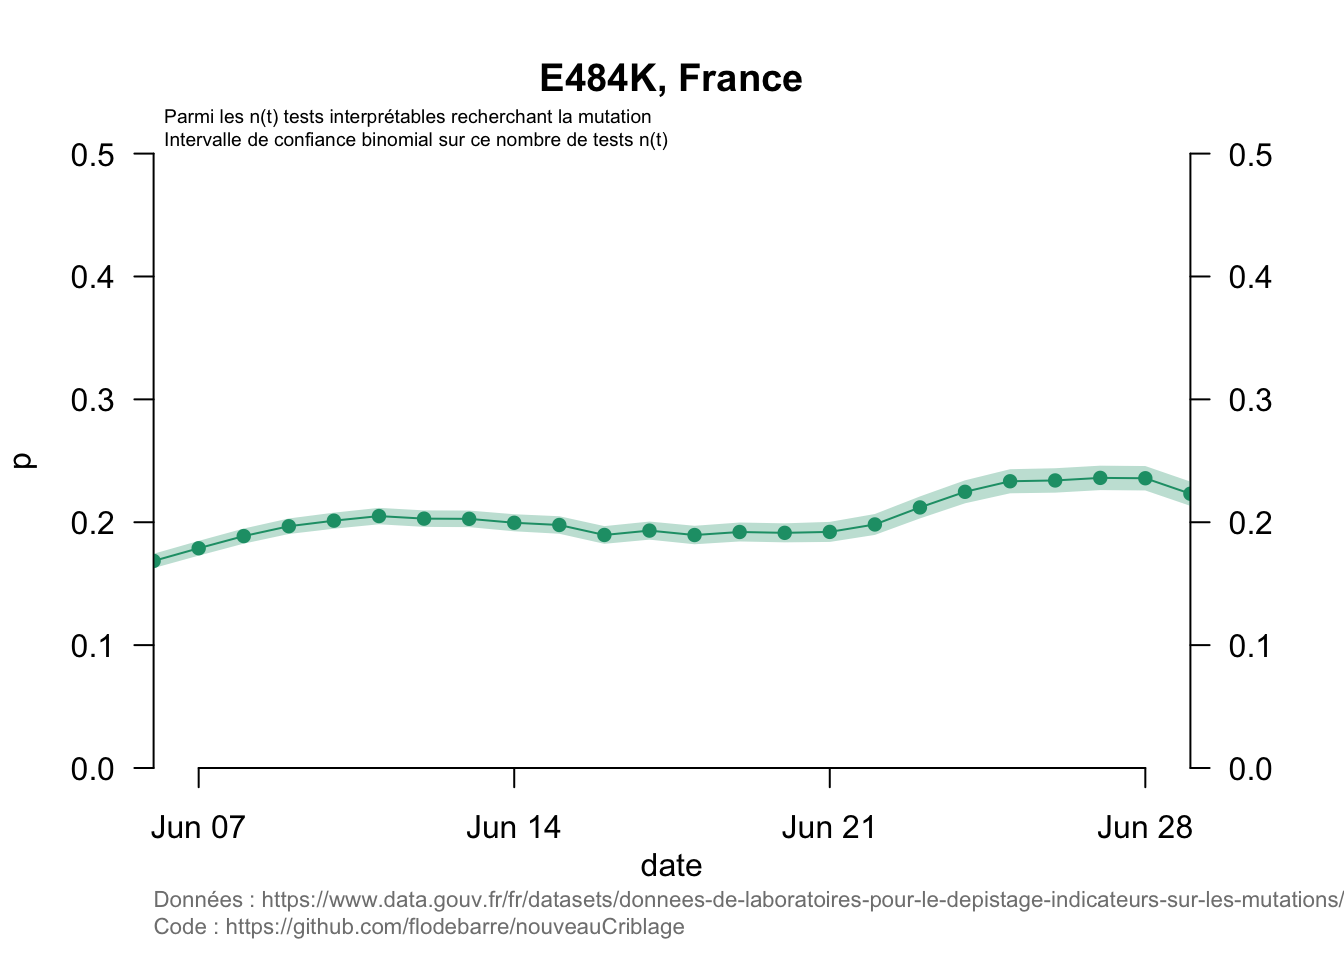 E484K, France
Parmi les n(t) tests interprétables recherchant la mutation
Intervalle de confiance binomial sur ce nombre de tests n(t)
0.5
0.4
0.3
0.2
0.1
0.0
p
0.5
0.4
0.3
0.2
0.1
0.0
Jun 07
Jun 14
Jun 21
Jun 28
date
Données : https://www.data.gouv.fr/fr/datasets/donnees-de-laboratoires-pour-le-depistage-indicateurs-sur-les-mutations/
Code : https://github.com/flodebarre/nouveauCriblage